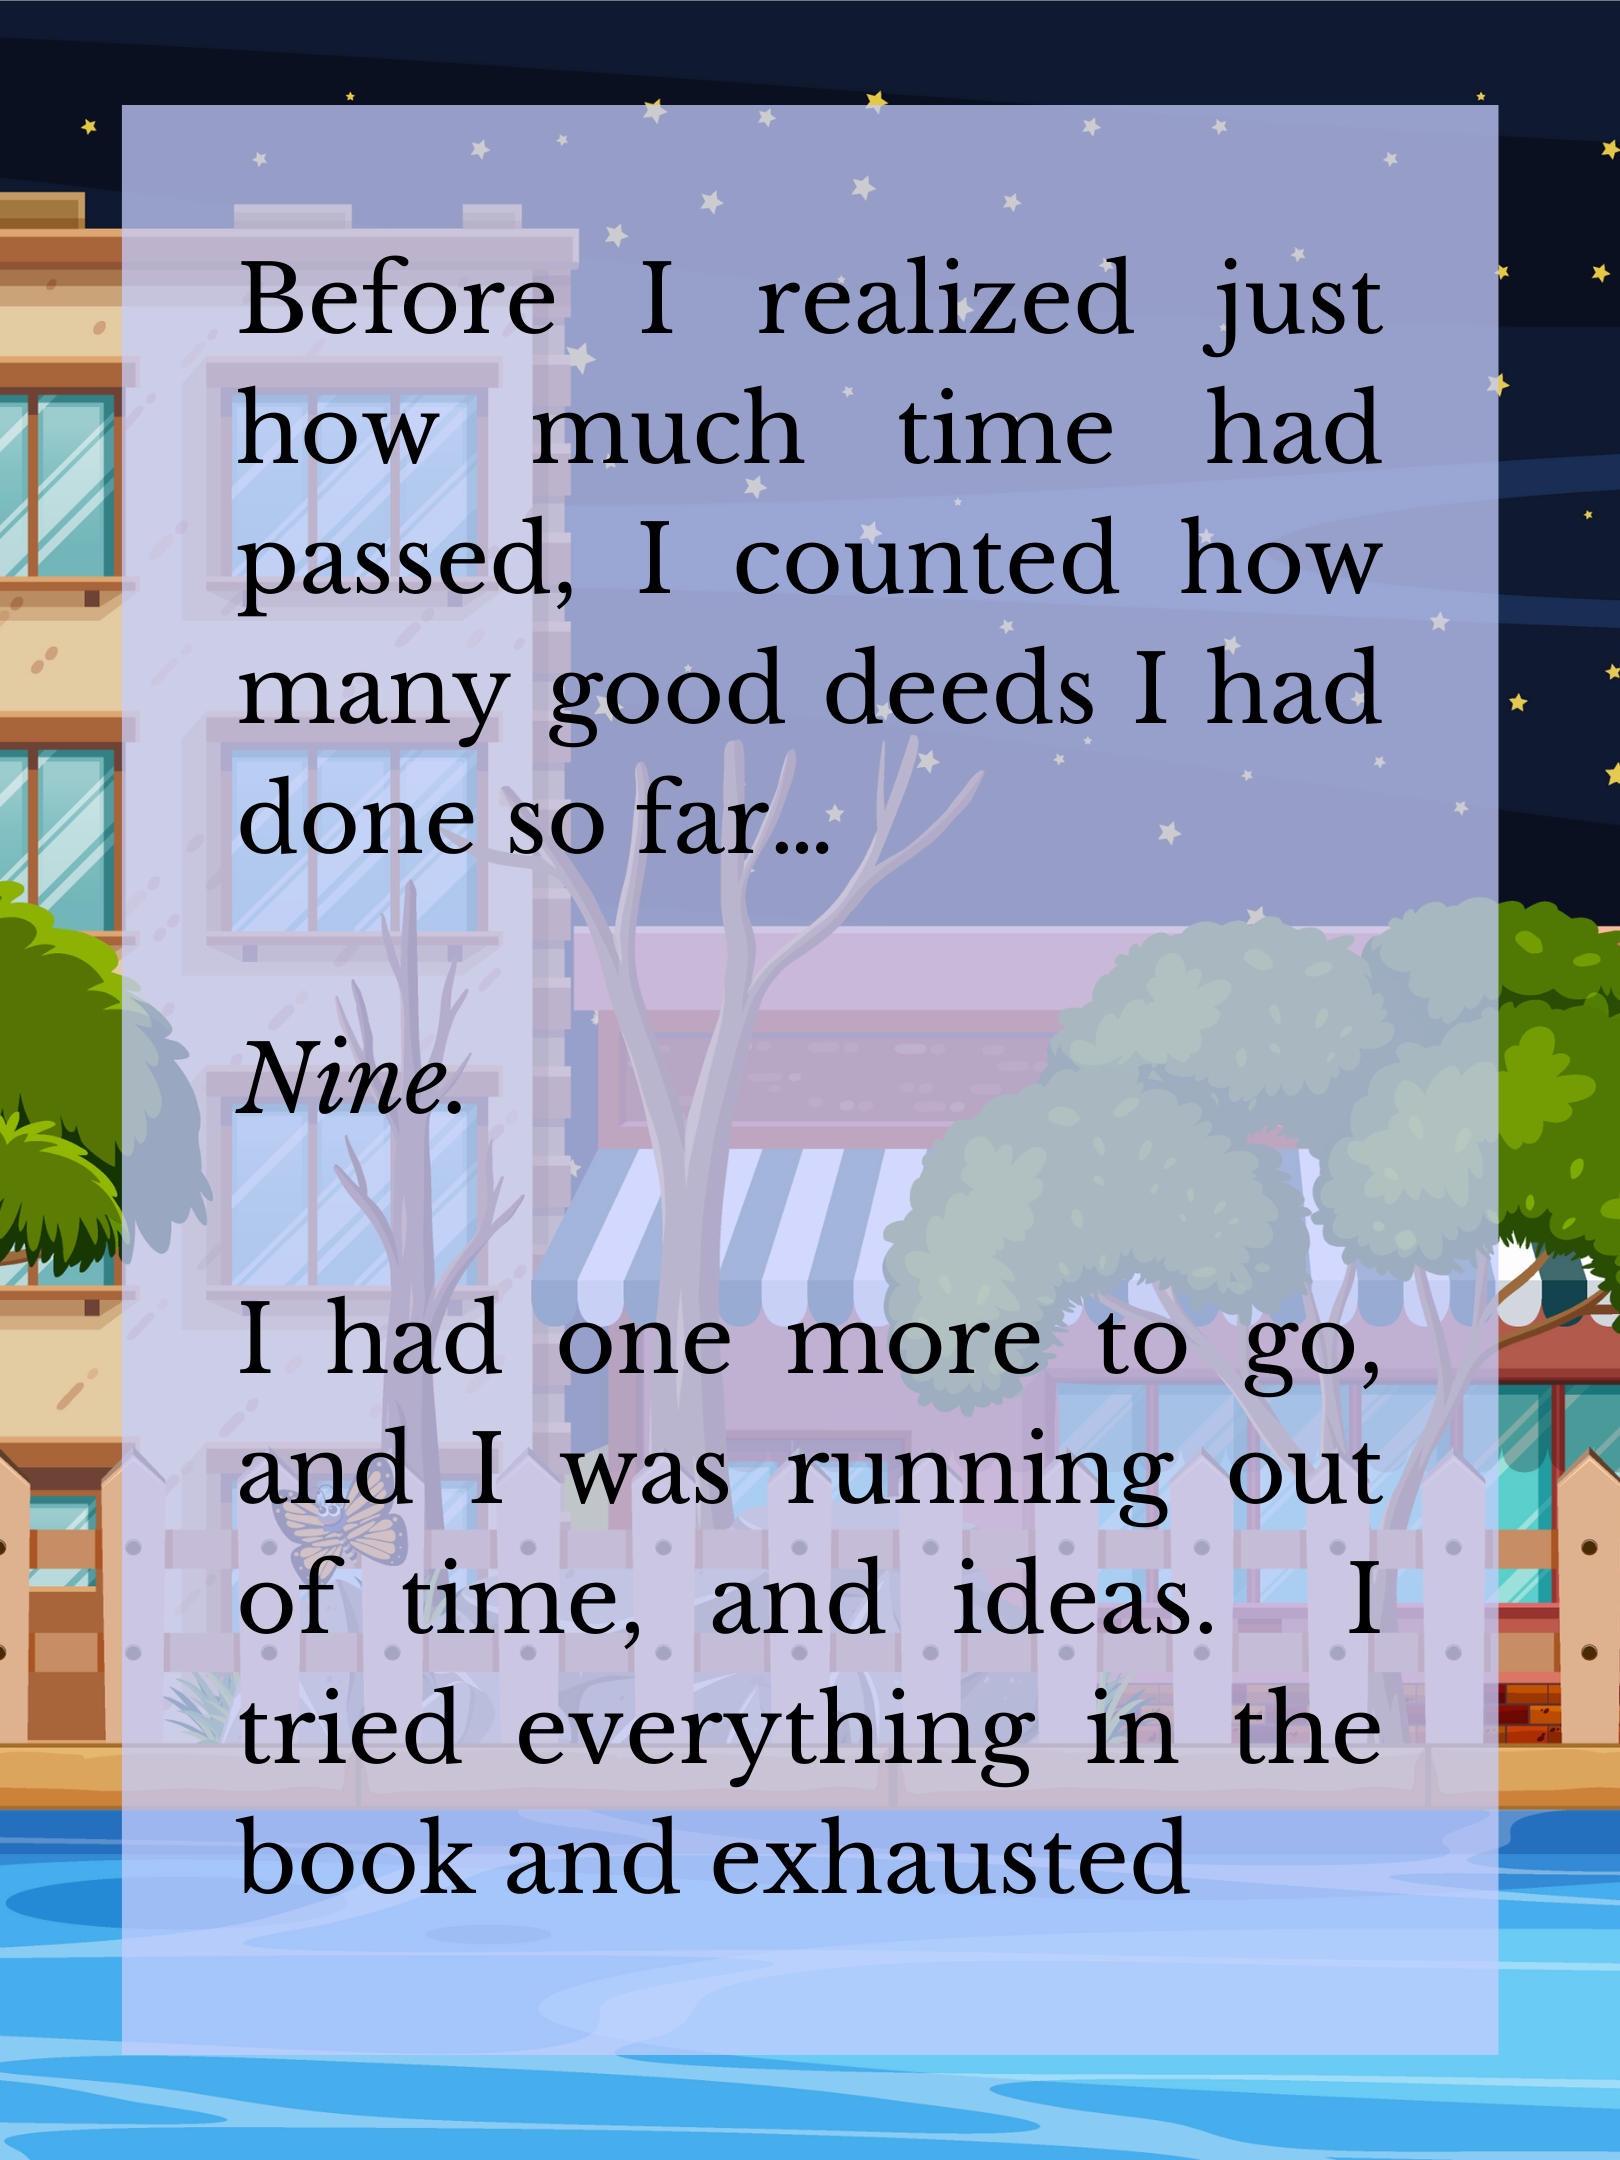 Before I realized just
how much time had
passed, I counted how
many good deeds I had
done so far...
Nine.
I had one more to go,
and I was running out
of time, and ideas. I
tried everything in the
book and exhausted